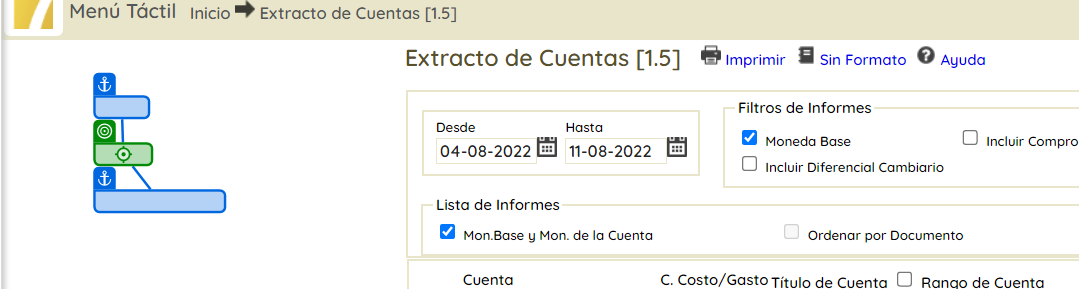 Menú Táctil Inicio Extracto de Cuentas [1.5]
Extracto de Cuentas [1.5] Imprimir Sin Formato Ayuda
Filtros de Informes
Desde Hasta
04-08-2022 11-08-2022
Moneda Base Incluir Compro
Incluir Diferencial Cambiario
Lista de Informes
Mon.Base y Mon. de la Cuenta Ordenar por Documento
Cuenta C. Costo/Gasto Título de Cuenta Rango de Cuenta